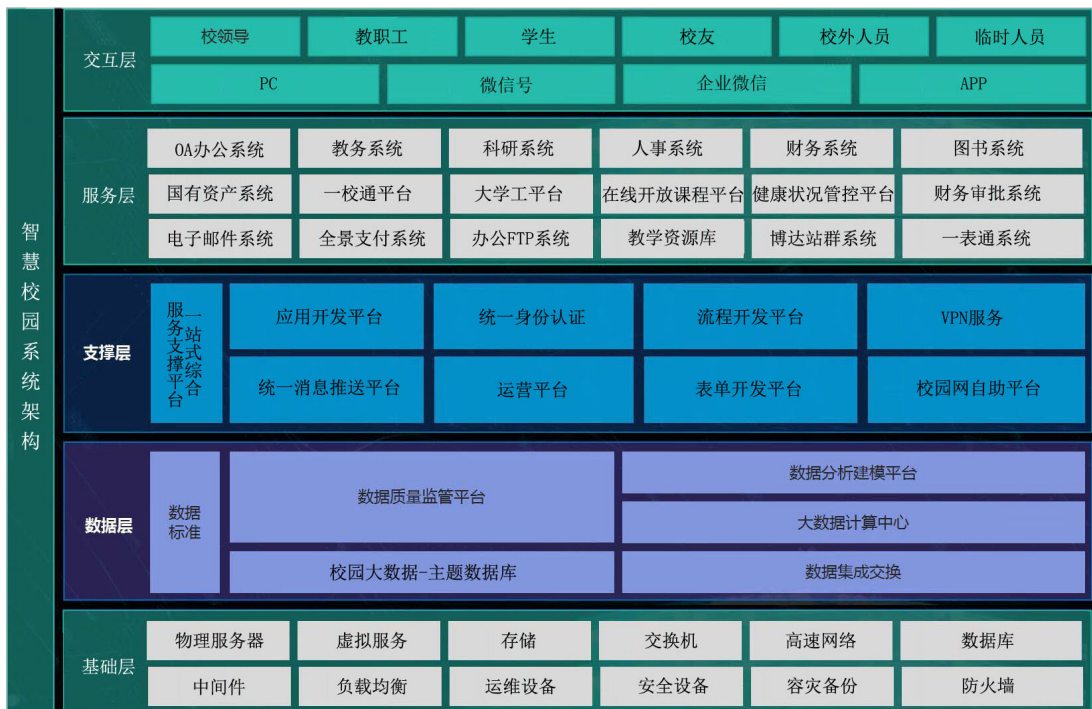 智慧校园系统架构
交互层
校领导
教职工
学生
校友
校外人员
临时人员
PC
微信号
企业微信
APP
服务层
OA办公系统
教务系统
科研系统
人事系统
财务系统
图书系统
国有资产系统
一校通平台
大学工平台
在线开放课程平台
健康状况管控平台
财务审批系统
电子邮件系统
全景支付系统
办公FTP系统
教学资源库
博达站群系统
一表通系统
支撑层
一站式综合
服务支撑平台
应用开发平台
统一身份认证
流程开发平台
VPN服务
统一消息推送平台
运营平台
表单开发平台
校园网自助平台
数据层
数据
标准
数据质量监管平台
校园大数据-主题数据库
数据分析建模平台
大数据计算中心
数据集成交换
基础层
物理服务器
虚拟服务
存储
交换机
高速网络
数据库
中间件
负载均衡
运维设备
安全设备
容灾备份
防火墙